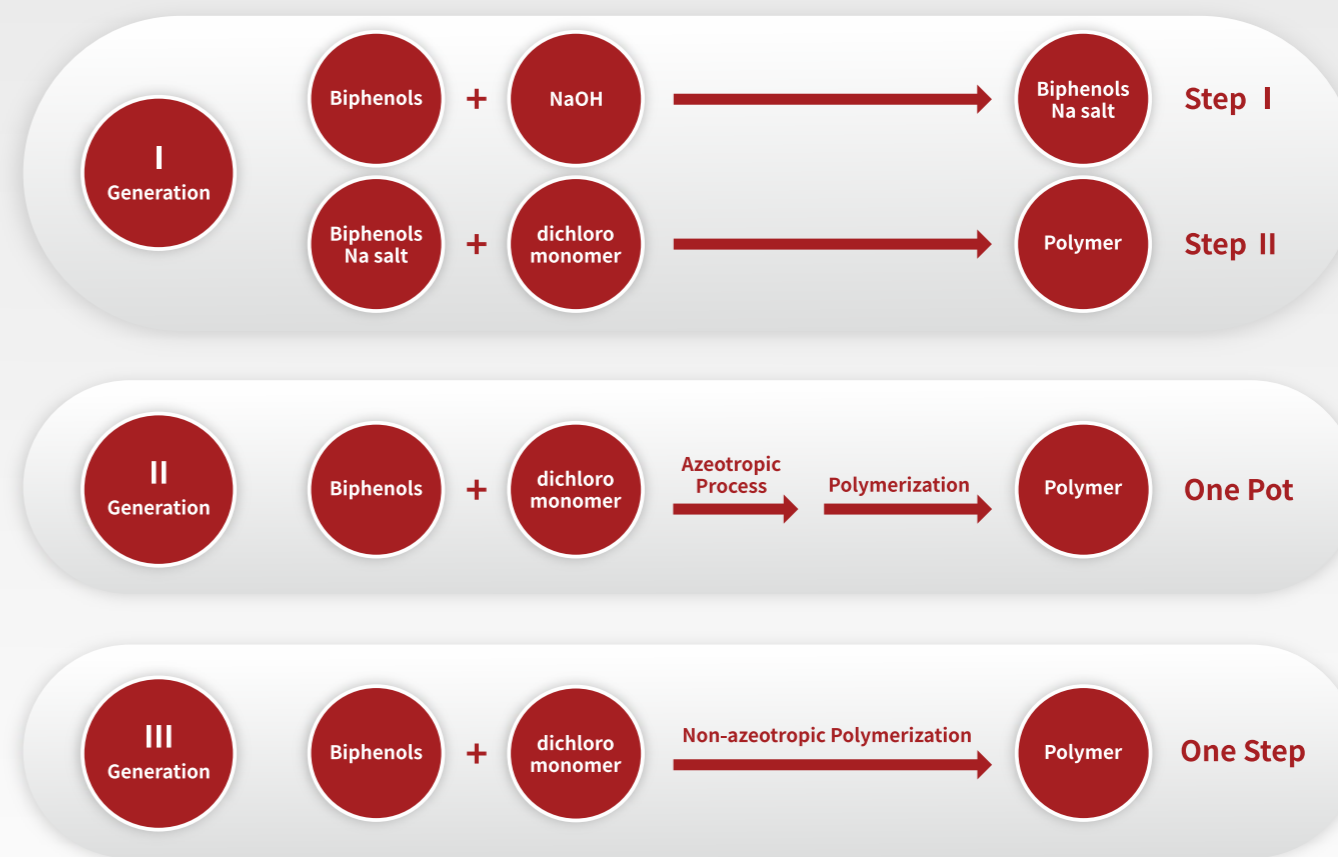 I
Generation
Biphenols
+
NaOH
Biphenols
Na salt
Step I
Biphenols
Na salt
+
dichloro
monomer
Polymer
Step II
II
Generation
Biphenols
+
dichloro
monomer
Azeotropic
Process
Polymerization
Polymer
One Pot
III
Generation
Biphenols
+
dichloro
monomer
Non-azeotropic Polymerization
Polymer
One Step